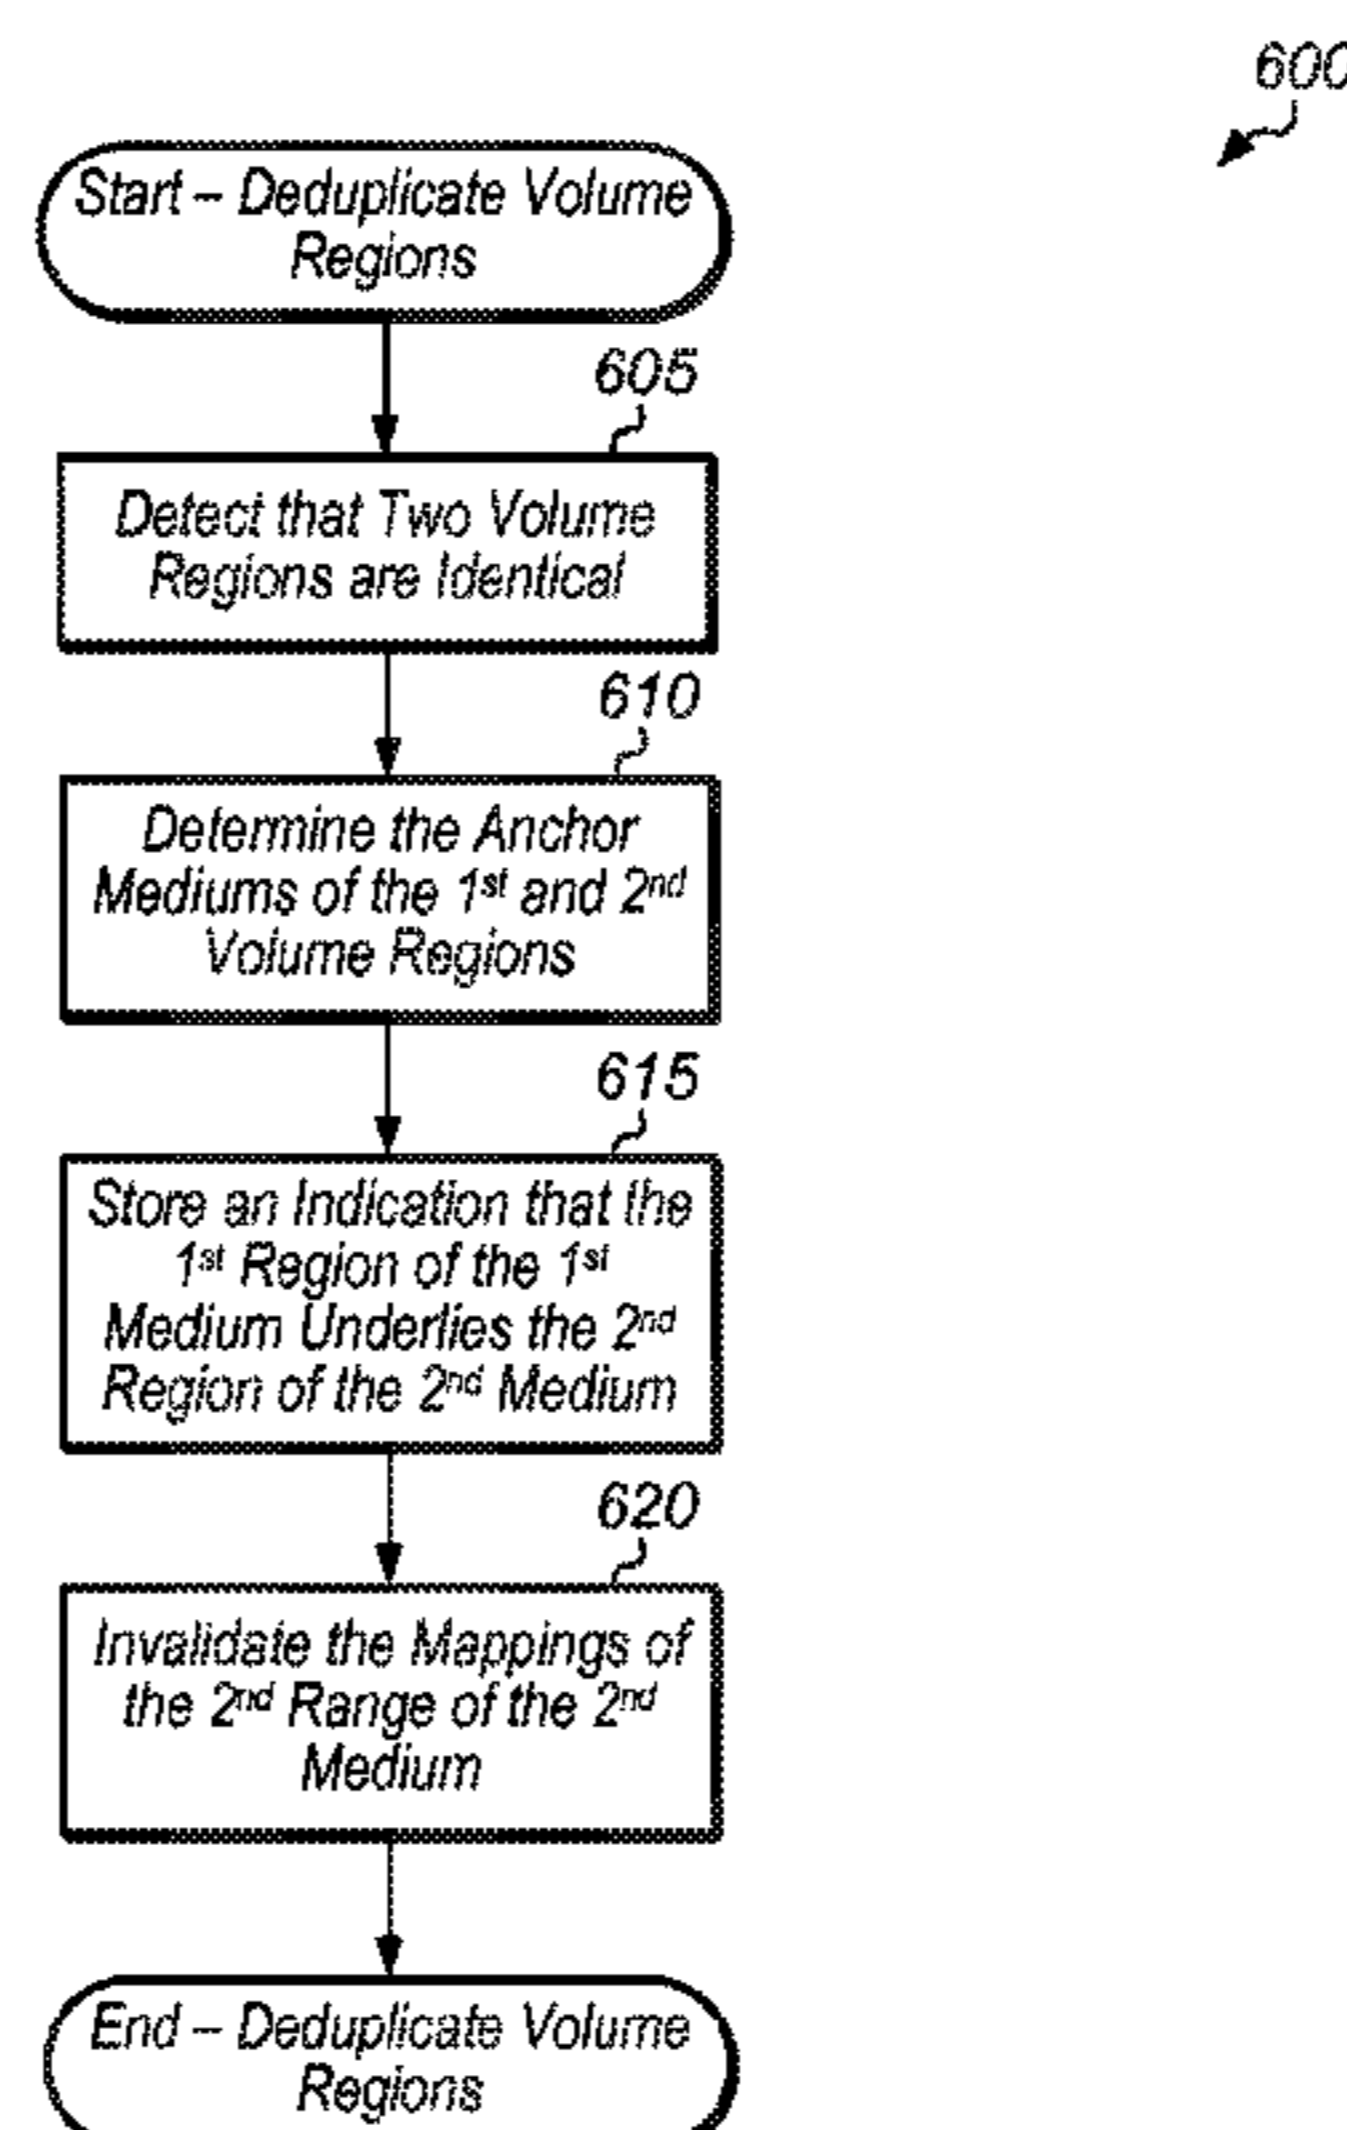 600
Start – Deduplicate Volume
Regions
605
Detect that Two Volume
Regions are Identical
610
Determine the Anchor
Mediums of the 1st and 2nd
Volume Regions
615
Store an Indication that the
1st Region of the 1st
Medium Underlies the 2nd
Region of the 2nd Medium
620
Invalidate the Mappings of
the 2nd Range of the 2nd
Medium
End – Deduplicate Volume
Regions